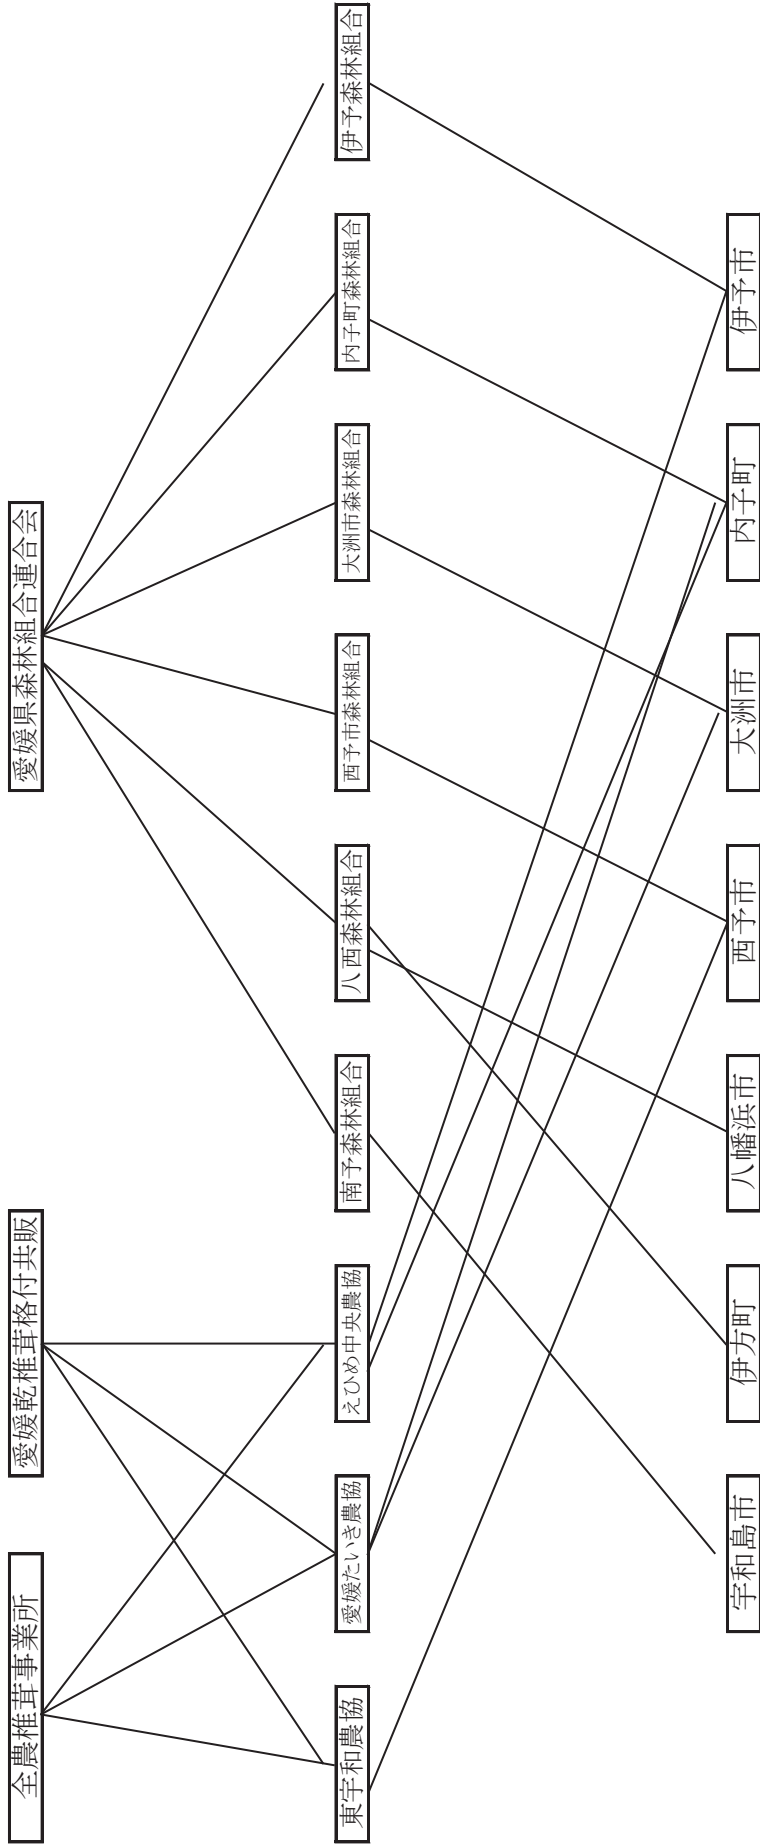 全農椎茸事業所
愛媛乾椎茸格付共販
愛媛県森林組合連合会
東宇和農協
愛媛たいき農協
えひめ中央農協
南予森林組合
八西森林組合
西予市森林組合
大洲市森林組合
内子町森林組合
伊予森林組合
宇和島市
伊方町
八幡浜市
西予市
大洲市
内子町
伊予市